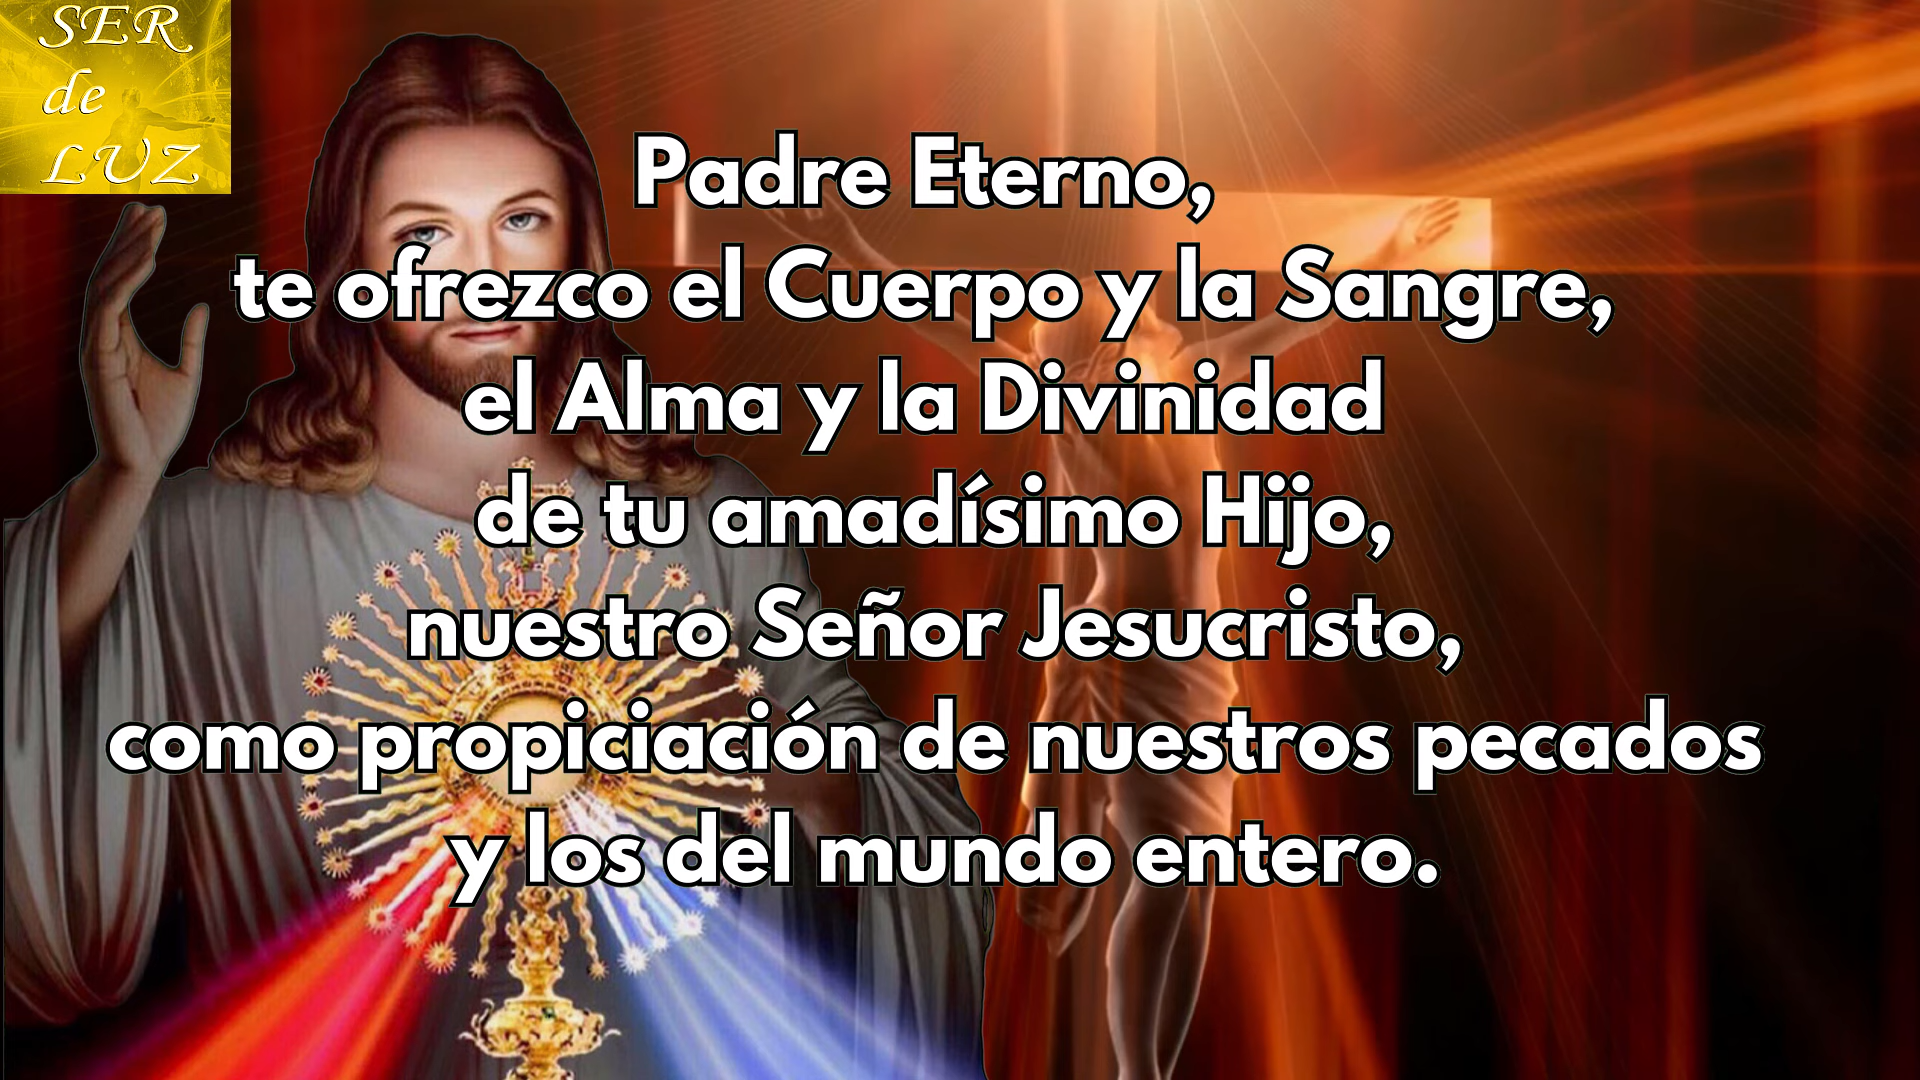 SER
de
LUZ
Padre Eterno,
te ofrezco el Cuerpo y la Sangre,
el Alma y la Divinidad
de tu amadísimo Hijo,
nuestro Señor Jesucristo,
como propiciación de nuestros pecados
y los del mundo entero.